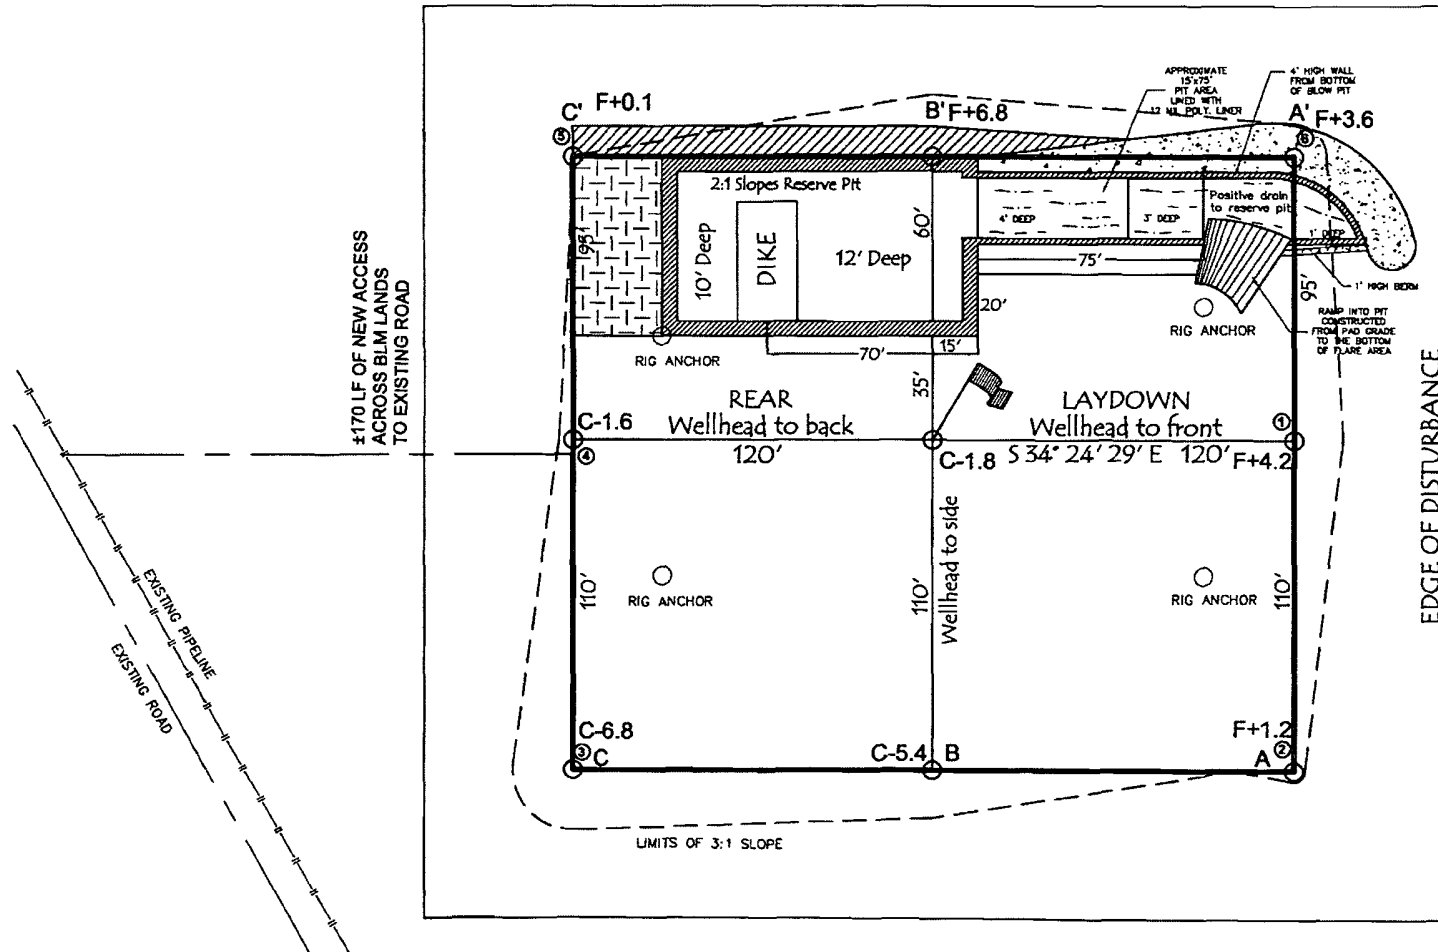 APPROXIMATE
15'x75'
PIT AREA
LINED WITH
12 MIL POLY. LINER
4' HIGH WALL
FROM BOTTOM
OF BLOW PIT
C'
F+0.1
B' F+6.8
A' F+3.6
5
6
2:1 Slopes Reserve Pit
Positive drain
to reserve pit
95'
10' Deep
DIKE
12' Deep
60'
4' DEEP
3' DEEP
1' DEEP
75'
95'
1' HIGH BERM
20'
RIG ANCHOR
RAMP INTO PIT
CONSTRUCTED
FROM PAD GRADE
TO THE BOTTOM
OF FLARE AREA
RIG ANCHOR
70'
15'
35'
±170 LF OF NEW ACCESS
ACROSS BLM LANDS
TO EXISTING ROAD
EDGE OF DISTURBANCE
REAR
Wellhead to back
120'
LAYDOWN
Wellhead to front
S 34° 24' 29' E 120'
C-1.6
4
C-1.8
1
F+4.2
Wellhead to side
110'
110'
110'
RIG ANCHOR
RIG ANCHOR
EXISTING PIPELINE
EXISTING ROAD
C-6.8
3
C
C-5.4
B
F+1.2
2
A
LIMITS OF 3:1 SLOPE